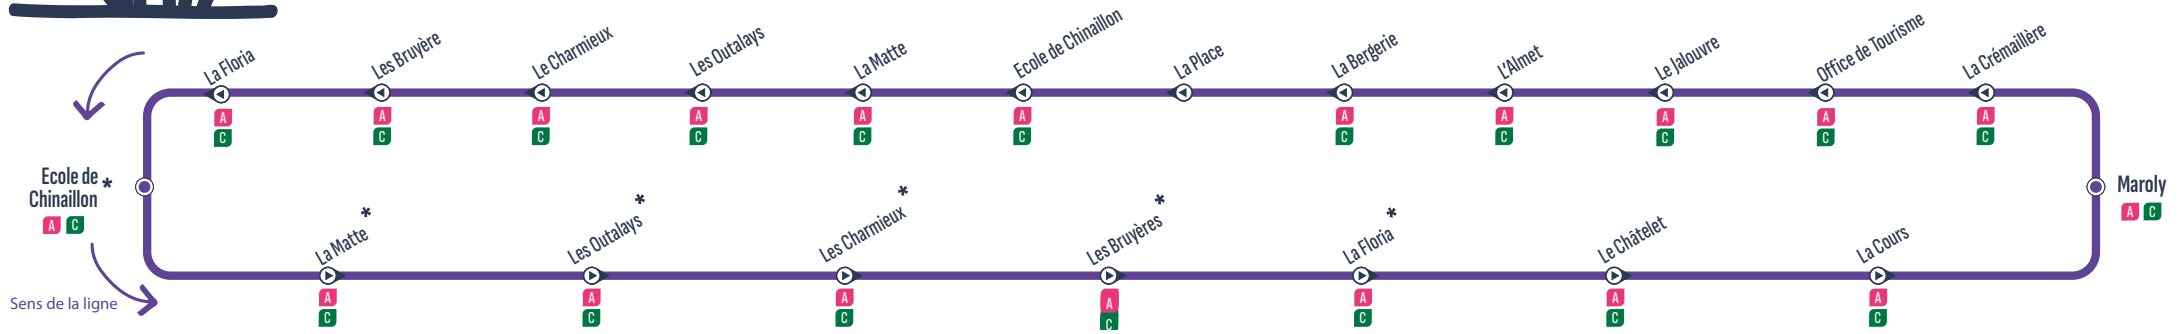 La Floria
Les Bruyère
Le Charmieux
Les Outalays
La Matte
Ecole de Chinaillon
La Place
La Bergerie
L'Almet
Le Jalouvre
Office de Tourisme
La Crémaillère
A A A A A A A A A A A
C C C C C C C C C C C
Ecole de
Chinaillon *
A C
Maroly
A C
La Matte *
Les Outalays *
Les Charmieux *
Les Bruyères *
La Floria *
Le Châtelet
La Cours
A A A A A A A
C C C C C C C
Sens de la ligne